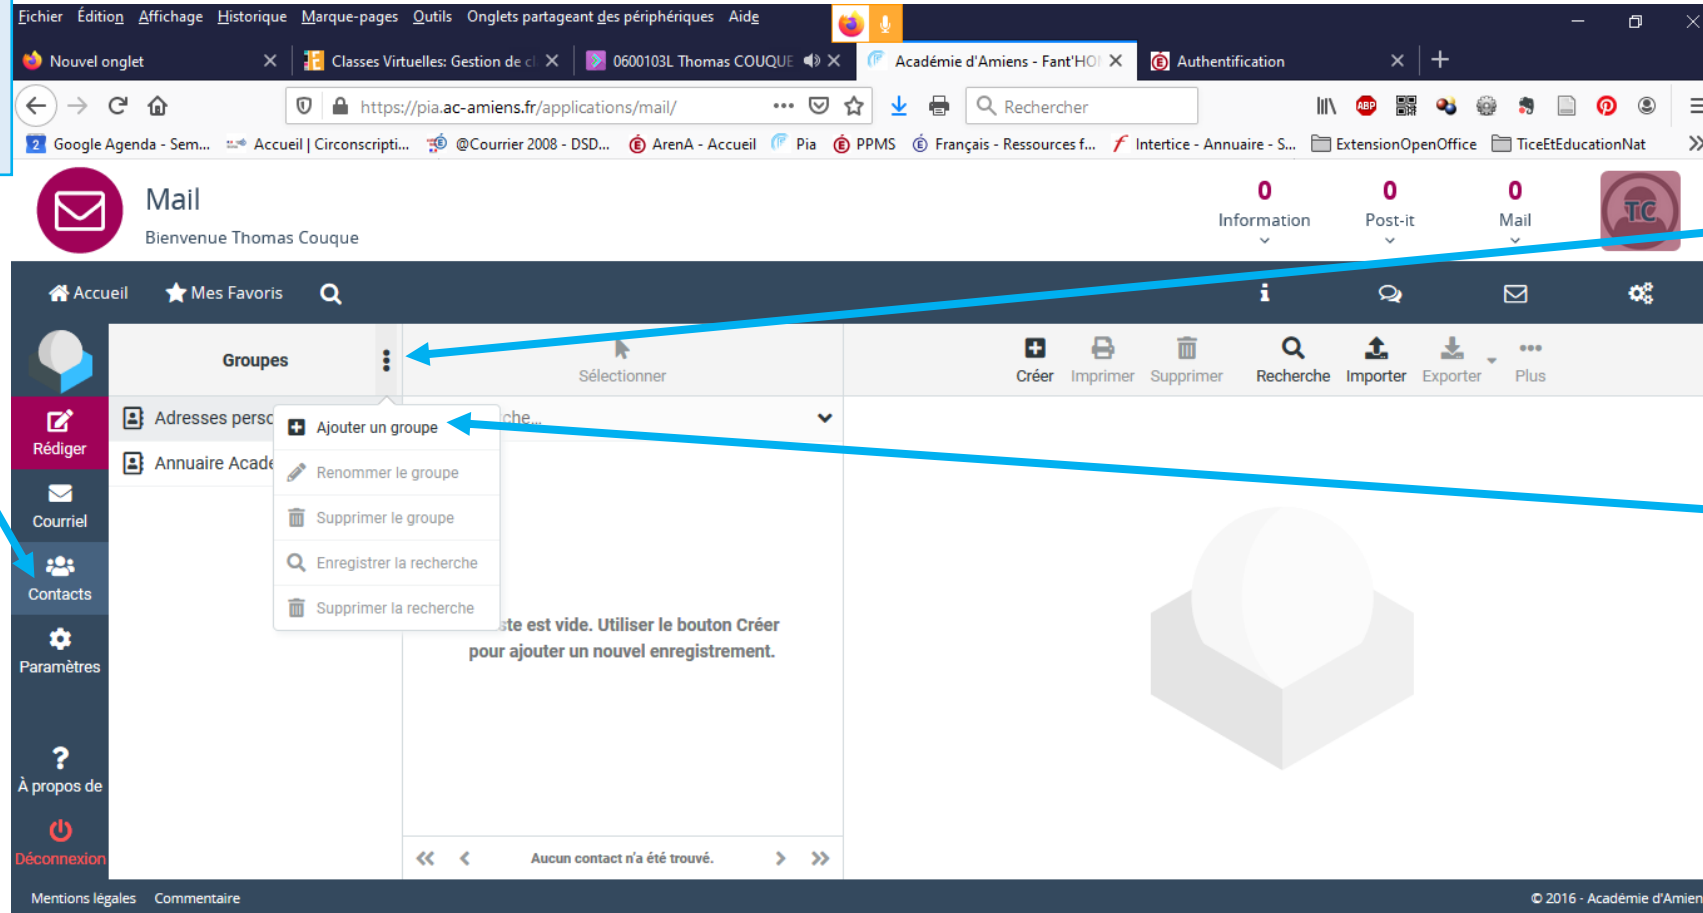 Fichier Édition Affichage Historique Marque-pages Outils Onglets partageant des périphériques Aide
Nouvel onglet Classes Virtuelles: Gestion de cl 0600103L Thomas COUQUE Académie d'Amiens - Fant'HO Authentification
https://pia.ac-amiens.fr/applications/mail/ Rechercher
ABP
2 Google Agenda - Sem... Accueil | Circonscripti... @Courrier 2008 - DSD... ArenA - Accueil Pia PPMS Français - Ressources f... Intertice - Annuaire - S... ExtensionOpenOffice TiceEtEducationNat
Mail
Bienvenue Thomas Couque
0 0 0
Information Post-it Mail
TC
Accueil Mes Favoris
Groupes
Sélectionner
Créer Imprimer Supprimer Recherche Importer Exporter Plus
Rédiger
Courriel
Contacts
Paramètres
À propos de
Déconnexion
Adresses perso
Annuaire Acadé
Ajouter un groupe
Renommer le groupe
Supprimer le groupe
Enregistrer la recherche
Supprimer la recherche
che...
ste est vide. Utiliser le bouton Créer
pour ajouter un nouvel enregistrement.
Aucun contact n'a été trouvé.
Mentions légales Commentaire
© 2016 - Académie d'Amien